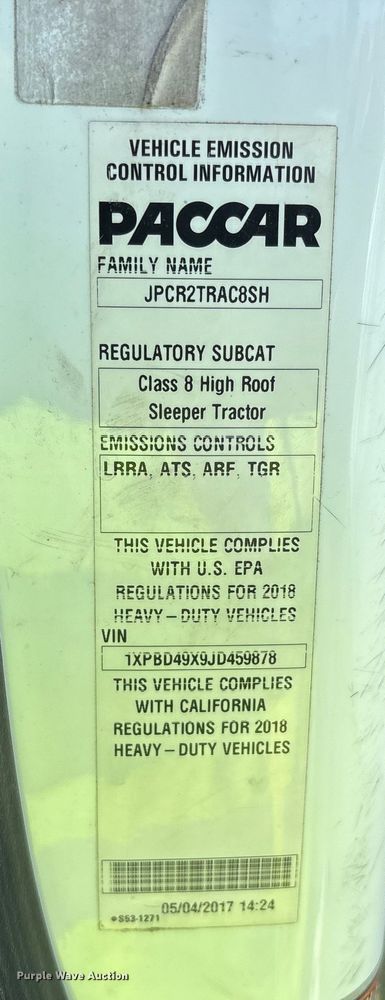 VEHICLE EMISSION
CONTROL INFORMATION
PACCAR
FAMILY NAME
JPCR2TRAC8SH
REGULATORY SUBCAT
Class 8 High Roof
Sleeper Tractor
EMISSIONS CONTROLS
LRRA, ATS, ARF, TGR
THIS VEHICLE COMPLIES
WITH U.S. EPA
REGULATIONS FOR 2018
HEAVY-DUTY VEHICLES
VIN
1XPBD49X9JD459878
THIS VEHICLE COMPLIES
WITH CALIFORNIA
REGULATIONS FOR 2018
HEAVY-DUTY VEHICLES
05/04/2017 14:24
S53-1271
Purple Wave Auction